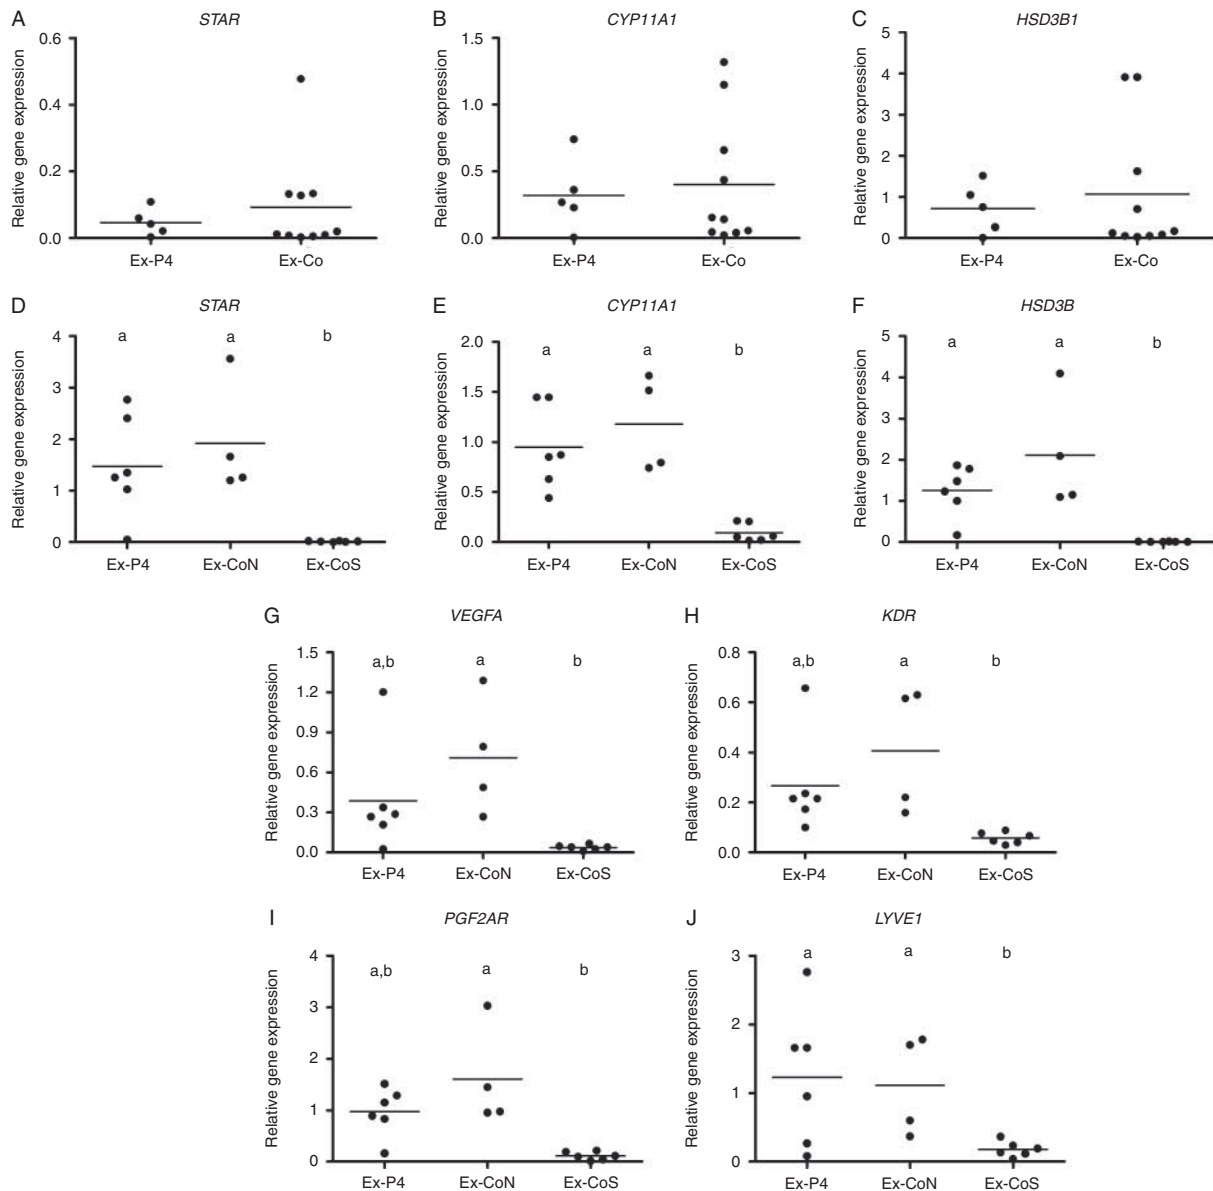 A STAR
Relative gene expression
0.6
0.4
0.2
0.0
Ex-P4 Ex-Co
B CYP11A1
Relative gene expression
1.5
1.0
0.5
0.0
Ex-P4 Ex-Co
C HSD3B1
Relative gene expression
5
4
3
2
1
0
Ex-P4 Ex-Co
D STAR
Relative gene expression
4
3
2
1
0
a a b
Ex-P4 Ex-CoN Ex-CoS
E CYP11A1
Relative gene expression
2.0
1.5
1.0
0.5
0.0
a a b
Ex-P4 Ex-CoN Ex-CoS
F HSD3B
Relative gene expression
5
4
3
2
1
0
a a b
Ex-P4 Ex-CoN Ex-CoS
G VEGFA
Relative gene expression
1.5
1.2
0.9
0.6
0.3
0.0
a,b a b
Ex-P4 Ex-CoN Ex-CoS
H KDR
Relative gene expression
0.8
0.6
0.4
0.2
0.0
a,b a b
Ex-P4 Ex-CoN Ex-CoS
I PGF2AR
Relative gene expression
4
3
2
1
0
a,b a b
Ex-P4 Ex-CoN Ex-CoS
J LYVE1
Relative gene expression
3
2
1
0
a a b
Ex-P4 Ex-CoN Ex-CoS